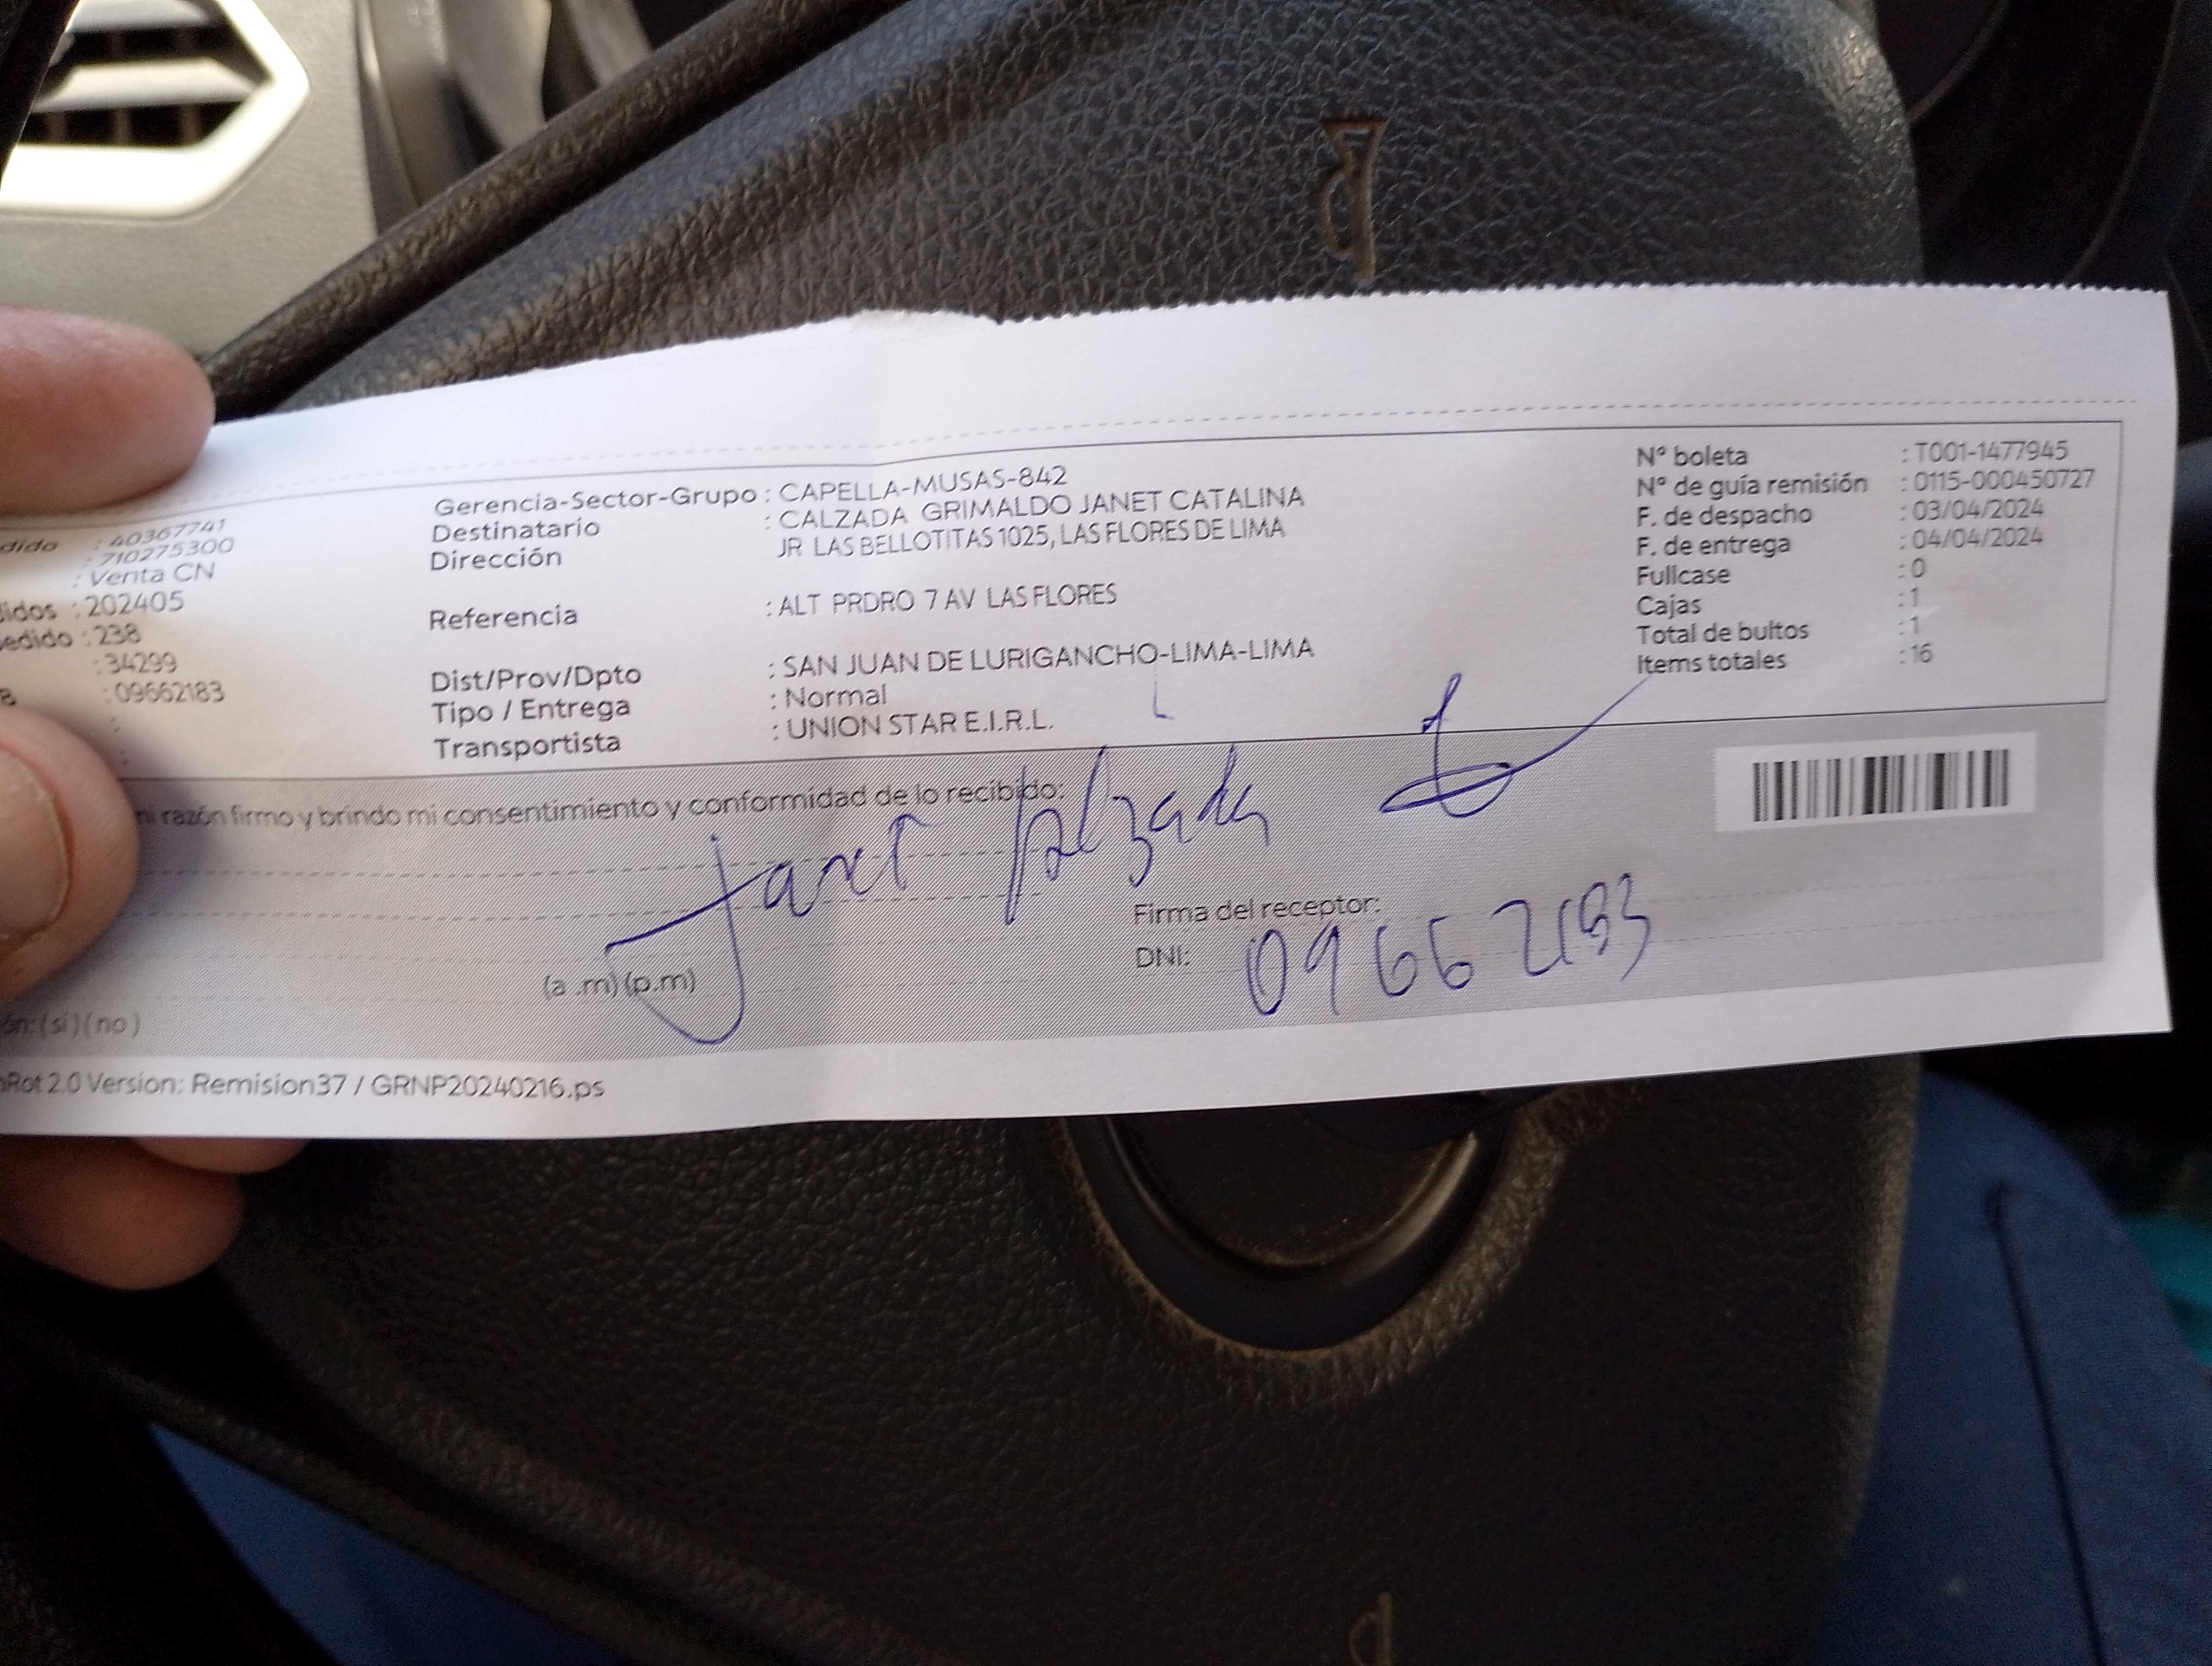 dido : 40367741
: 710275300
: Venta CN
didos : 202405
edido : 238
: 34299
: 09662183
Gerencia-Sector-Grupo : CAPELLA-MUSAS-842
Destinatario : CALZADA GRIMALDO JANET CATALINA
Dirección JR LAS BELLOTITAS 1025, LAS FLORES DE LIMA
Referencia : ALT PRDRO 7 AV LAS FLORES
Dist/Prov/Dpto : SAN JUAN DE LURIGANCHO-LIMA-LIMA
Tipo / Entrega : Normal
Transportista : UNION STAR E.I.R.L.
N° boleta : T001-1477945
N° de guía remisión : 0115-000450727
F. de despacho : 03/04/2024
F. de entrega : 04/04/2024
Fullcase : 0
Cajas : 1
Total de bultos : 1
Items totales : 16
mi razón firmo y brindo mi consentimiento y conformidad de lo recibido:
Janet Calzada
Firma del receptor:
DNI: 09662183
(a .m) (p.m)
ón: (si) (no )
Rot 2.0 Version: Remision37 / GRNP20240216.ps